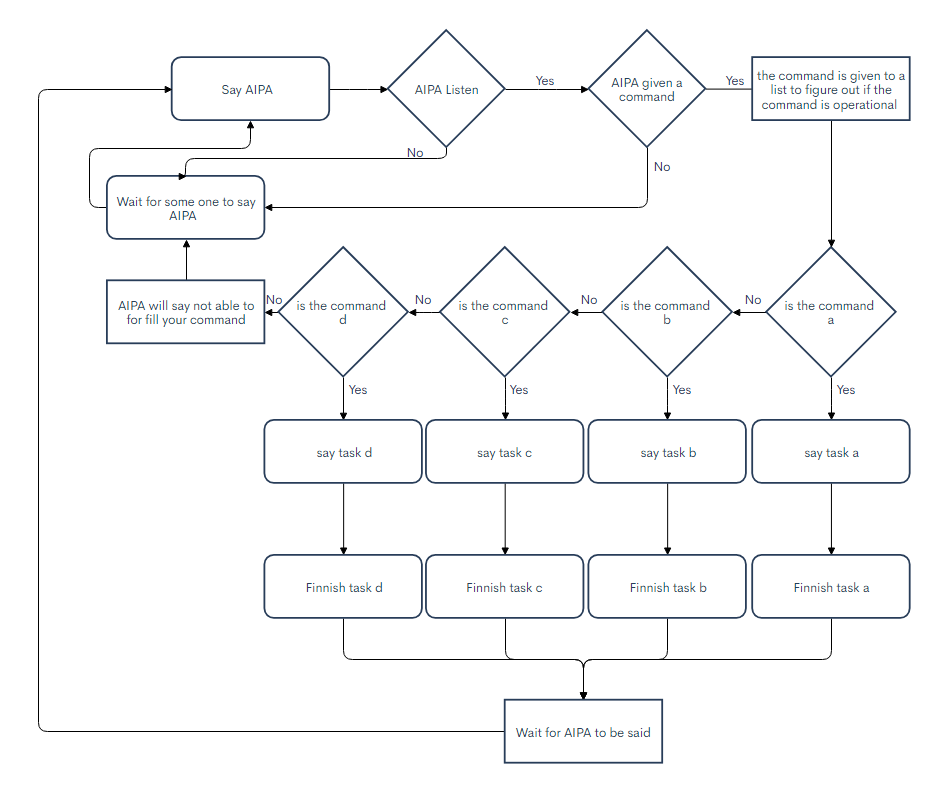 Say AIPA
AIPA Listen
Yes
AIPA given a
command
Yes
the command is given to a
list to figure out if the
command is operational
No
No
Wait for some one to say
AIPA
AIPA will say not able to
for fill your command
No
is the command
d
No
is the command
c
No
is the command
b
No
is the command
a
Yes
Yes
Yes
Yes
say task d
say task c
say task b
say task a
Finnish task d
Finnish task c
Finnish task b
Finnish task a
Wait for AIPA to be said